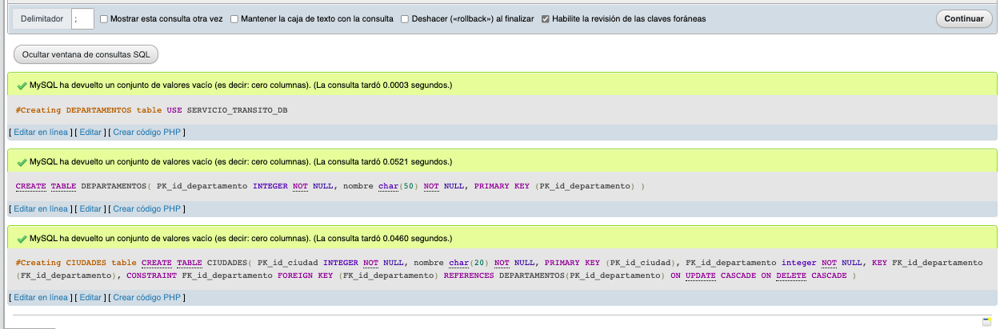 Delimitador ; Mostrar esta consulta otra vez Mantener la caja de texto con la consulta Deshacer («rollback») al finalizar Habilite la revisión de las claves foráneas Continuar
Ocultar ventana de consultas SQL
MySQL ha devuelto un conjunto de valores vacío (es decir: cero columnas). (La consulta tardó 0.0003 segundos.)
#Creating DEPARTAMENTOS table USE SERVICIO_TRANSITO_DB
[ Editar en línea ] [ Editar ] [ Crear código PHP ]
MySQL ha devuelto un conjunto de valores vacío (es decir: cero columnas). (La consulta tardó 0.0521 segundos.)
CREATE TABLE DEPARTAMENTOS( PK_id_departamento INTEGER NOT NULL, nombre char(50) NOT NULL, PRIMARY KEY (PK_id_departamento) )
[ Editar en línea ] [ Editar ] [ Crear código PHP ]
MySQL ha devuelto un conjunto de valores vacío (es decir: cero columnas). (La consulta tardó 0.0460 segundos.)
#Creating CIUDADES table CREATE TABLE CIUDADES( PK_id_ciudad INTEGER NOT NULL, nombre char(20) NOT NULL, PRIMARY KEY (PK_id_ciudad), FK_id_departamento integer NOT NULL, KEY FK_id_departamento
(FK_id_departamento), CONSTRAINT FK_id_departamento FOREIGN KEY (FK_id_departamento) REFERENCES DEPARTAMENTOS(PK_id_departamento) ON UPDATE CASCADE ON DELETE CASCADE )
[ Editar en línea ] [ Editar ] [ Crear código PHP ]